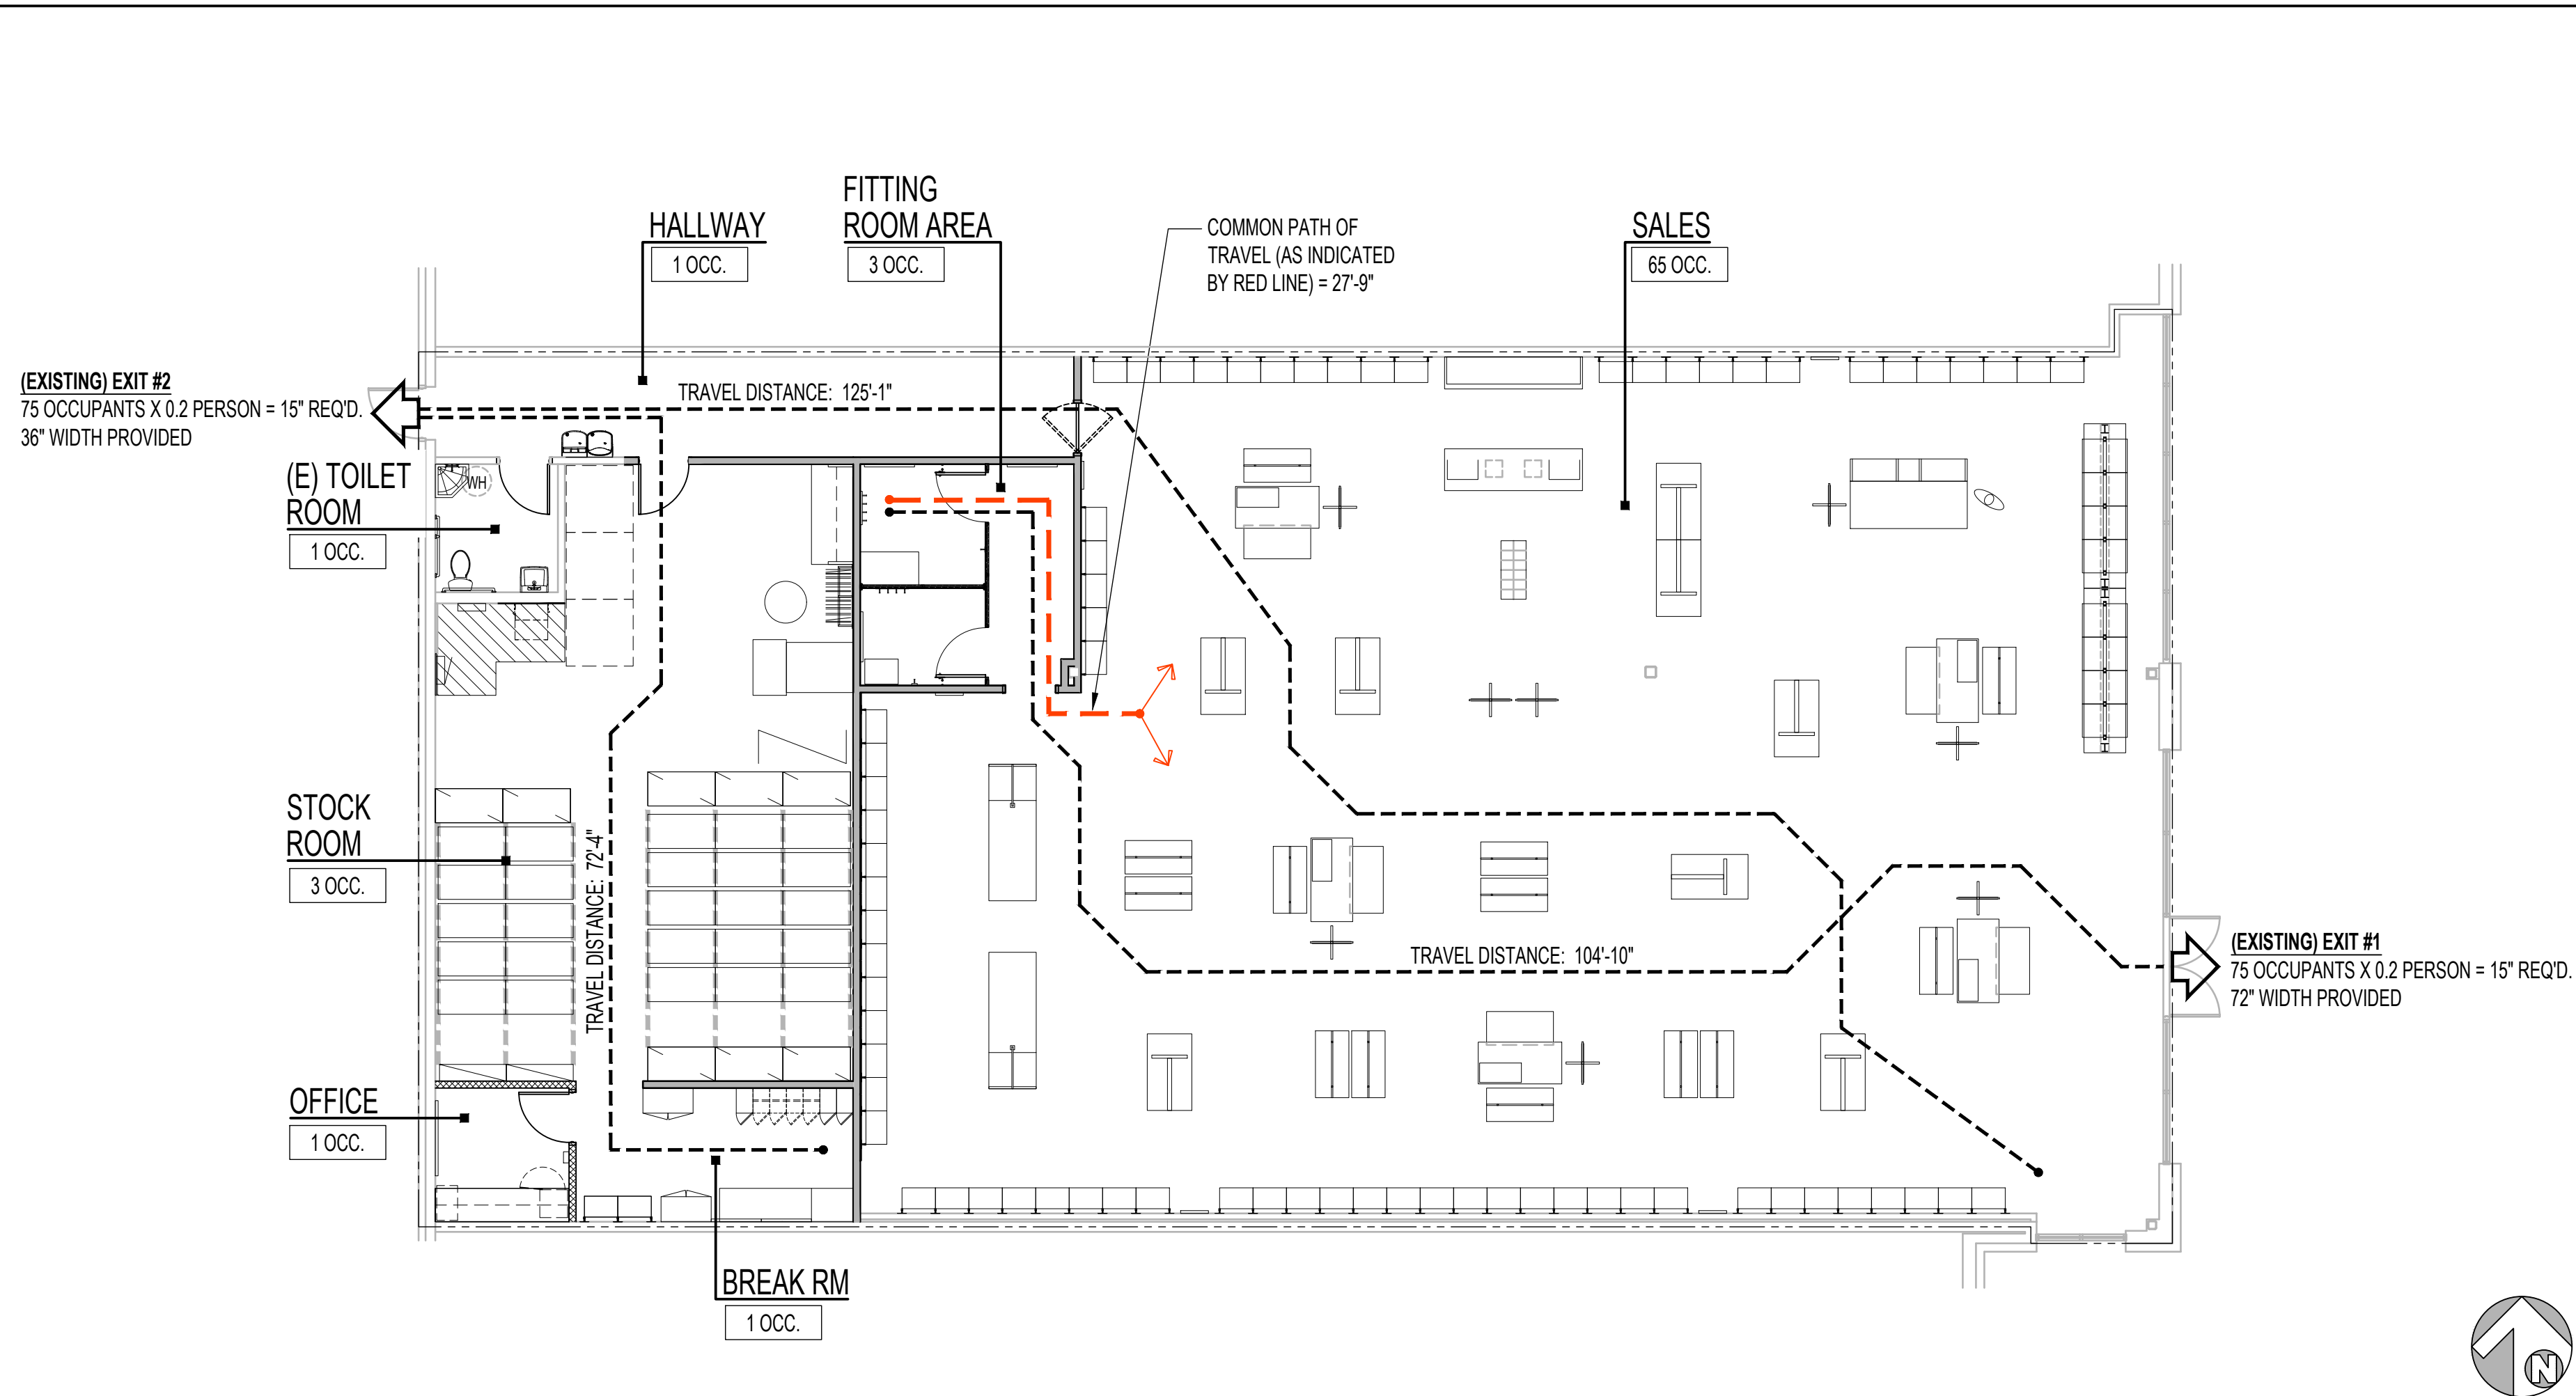 FITTING
ROOM AREA
3 OCC.
HALLWAY
1 OCC.
COMMON PATH OF
TRAVEL (AS INDICATED
BY RED LINE) = 27'-9"
SALES
65 OCC.
(EXISTING) EXIT #2
75 OCCUPANTS X 0.2 PERSON = 15" REQ'D.
36" WIDTH PROVIDED
TRAVEL DISTANCE: 125'-1"
(E) TOILET
ROOM
1 OCC.
WH
STOCK
ROOM
3 OCC.
TRAVEL DISTANCE: 72'-4"
TRAVEL DISTANCE: 104'-10"
(EXISTING) EXIT #1
75 OCCUPANTS X 0.2 PERSON = 15" REQ'D.
72" WIDTH PROVIDED
OFFICE
1 OCC.
BREAK RM
1 OCC.
N